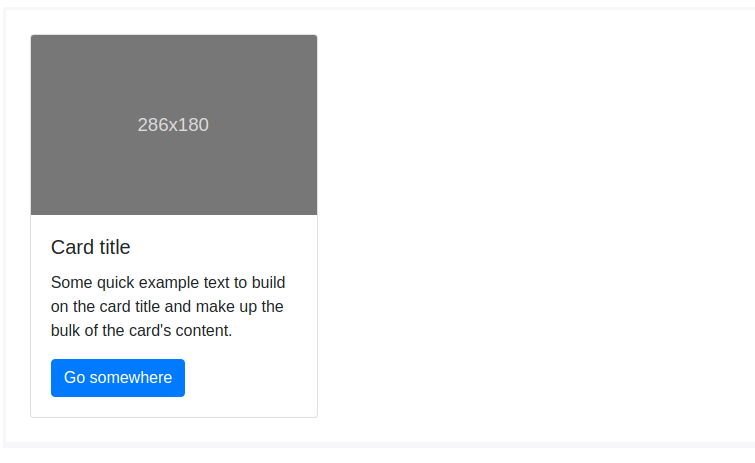 286x180
Card title
Some quick example text to build
on the card title and make up the
bulk of the card's content.
Go somewhere